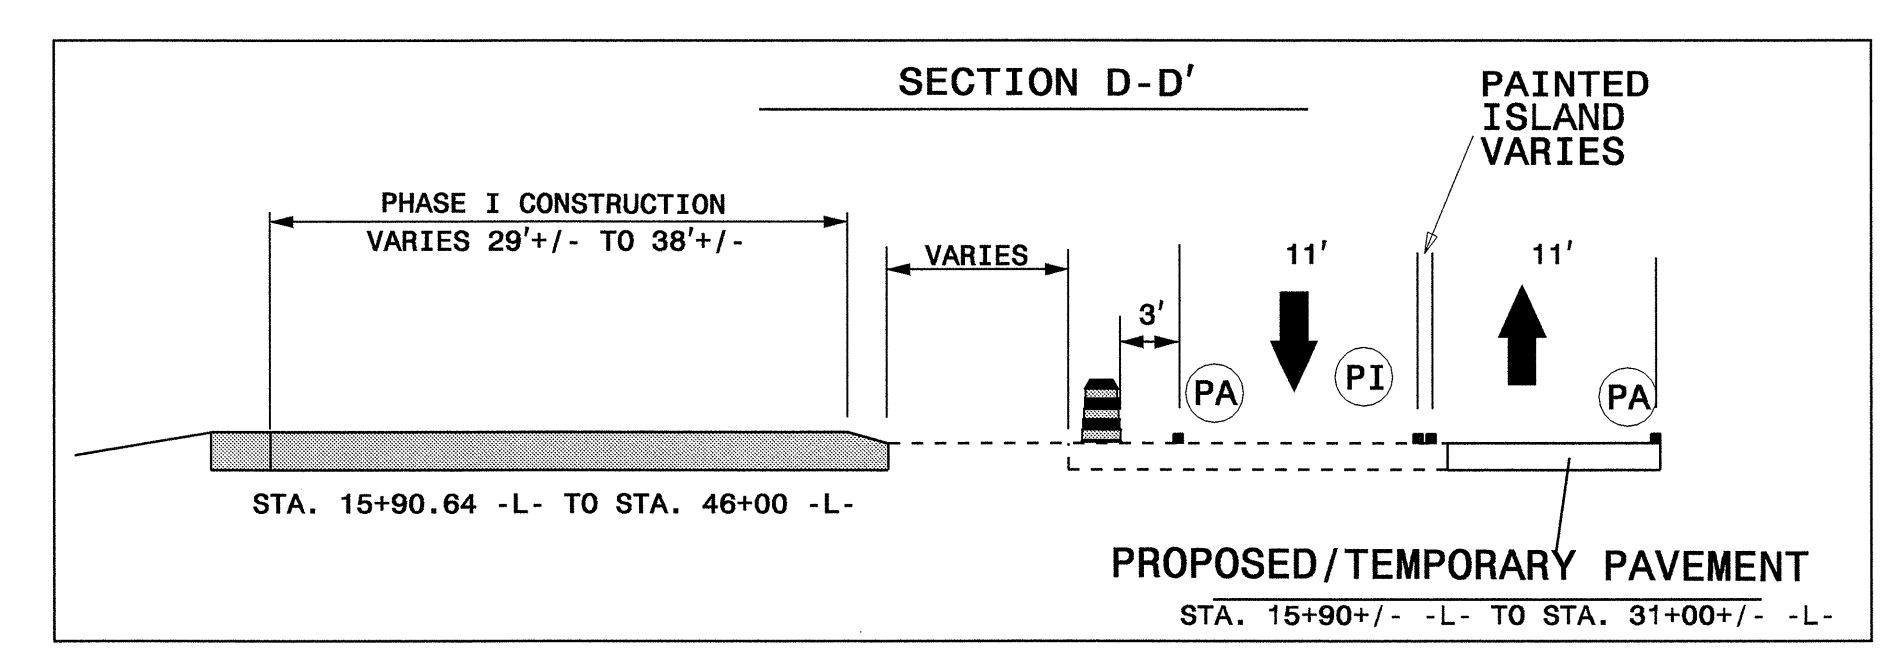 SECTION D-D'
PAINTED
ISLAND
VARIES
PHASE I CONSTRUCTION
VARIES 29'+/- TO 38'+/-
VARIES
11'
11'
3'
PA
PI
PA
STA. 15+90.64 -L- TO STA. 46+00 -L-
PROPOSED/TEMPORARY PAVEMENT
STA. 15+90+/- -L- TO STA. 31+00+/- -L-